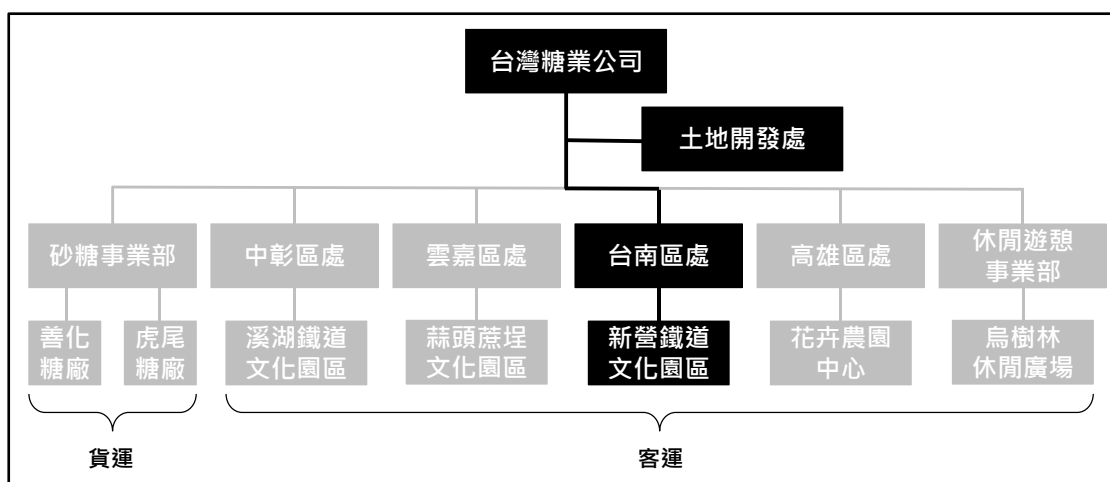 台灣糖業公司
土地開發處
砂糖事業部
中彰區處
雲嘉區處
台南區處
高雄區處
休閒遊憩
事業部
善化
糖廠
虎尾
糖廠
溪湖鐵道
文化園區
蒜頭蔗埕
文化園區
新營鐵道
文化園區
花卉農園
中心
烏樹林
休閒廣場
貨運
客運